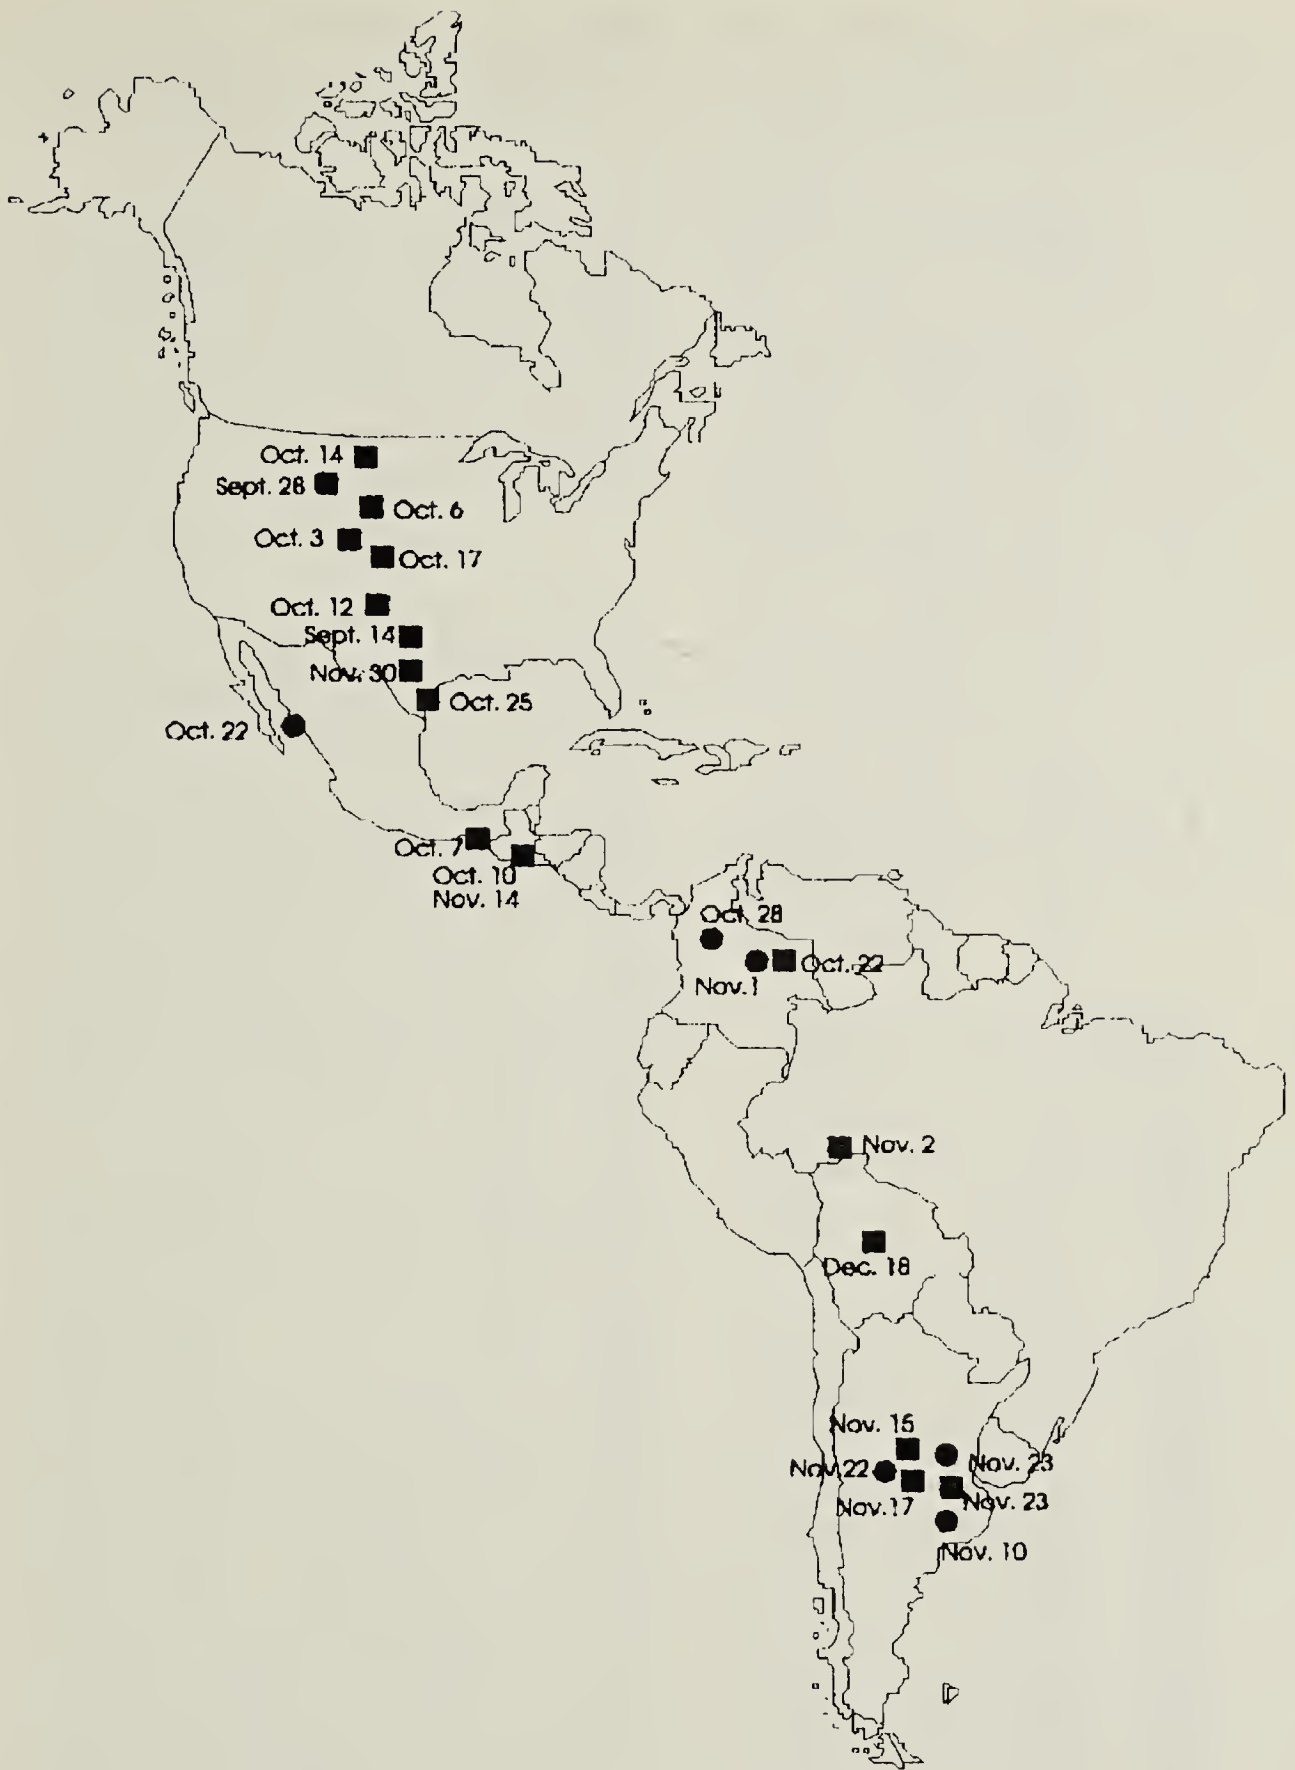 Oct. 14
Sept. 28
Oct. 6
Oct. 3
Oct. 17
Oct. 12
Sept. 14
Nov. 30
Oct. 25
Oct. 22
Oct. 7
Oct. 10
Nov. 14
Oct. 28
Oct. 22
Nov. 1
Nov. 2
Dec. 18
Nov. 15
Nov. 23
Nov. 22
Nov. 17
Nov. 23
Nov. 10